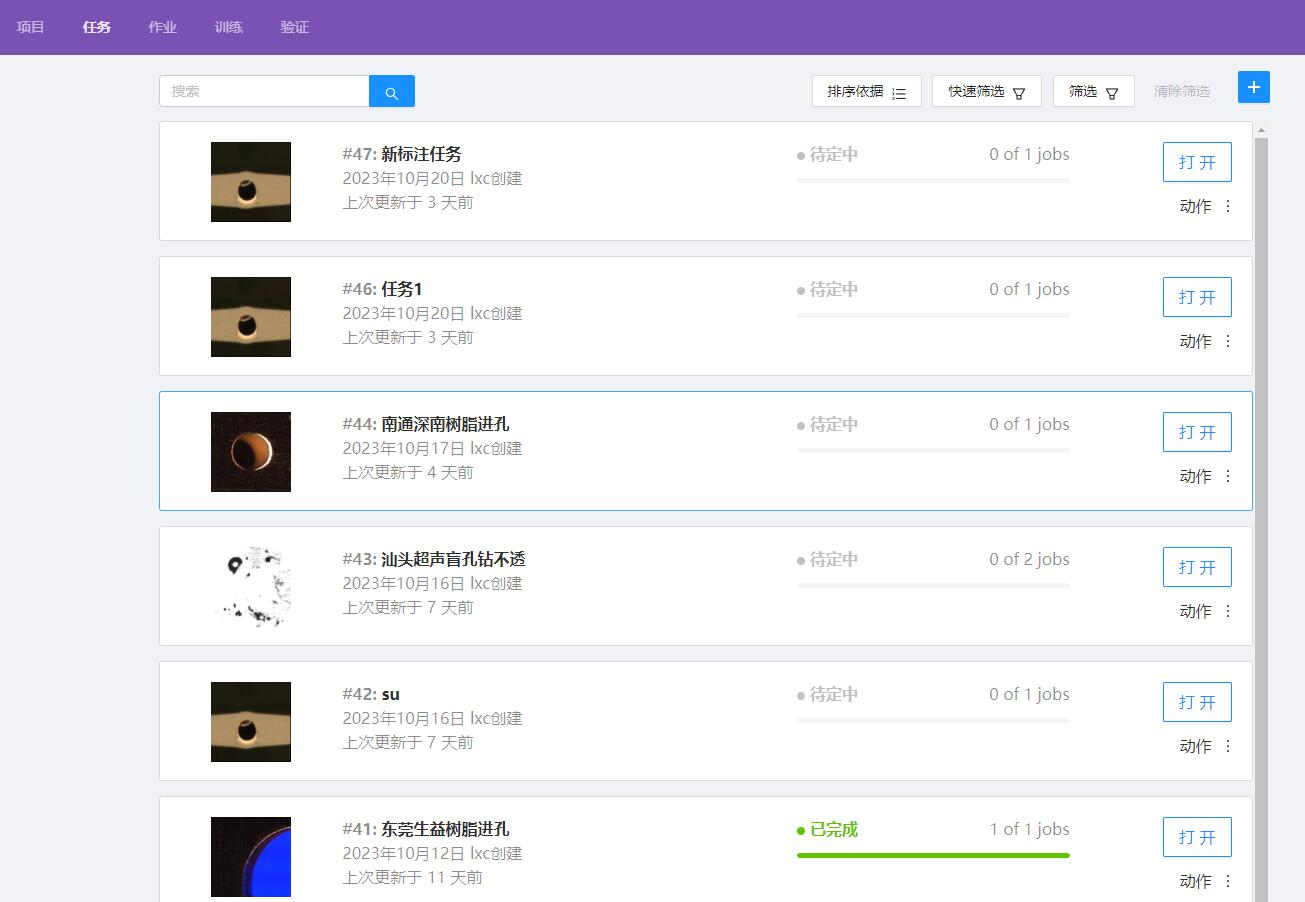 项目 任务 作业 训练 验证
搜索 排序依据 快速筛选 筛选 清除筛选 +
#47: 新标注任务 待定中 0 of 1 jobs 打 开
2023年10月20日 lxc创建
上次更新于 3 天前 动作
#46: 任务1 待定中 0 of 1 jobs 打 开
2023年10月20日 lxc创建
上次更新于 3 天前 动作
#44: 南通深南树脂进孔 待定中 0 of 1 jobs 打 开
2023年10月17日 lxc创建
上次更新于 4 天前 动作
#43: 汕头超声盲孔钻不透 待定中 0 of 2 jobs 打 开
2023年10月16日 lxc创建
上次更新于 7 天前 动作
#42: su 待定中 0 of 1 jobs 打 开
2023年10月16日 lxc创建
上次更新于 7 天前 动作
#41: 东莞生益树脂进孔 已完成 1 of 1 jobs 打 开
2023年10月12日 lxc创建
上次更新于 11 天前 动作